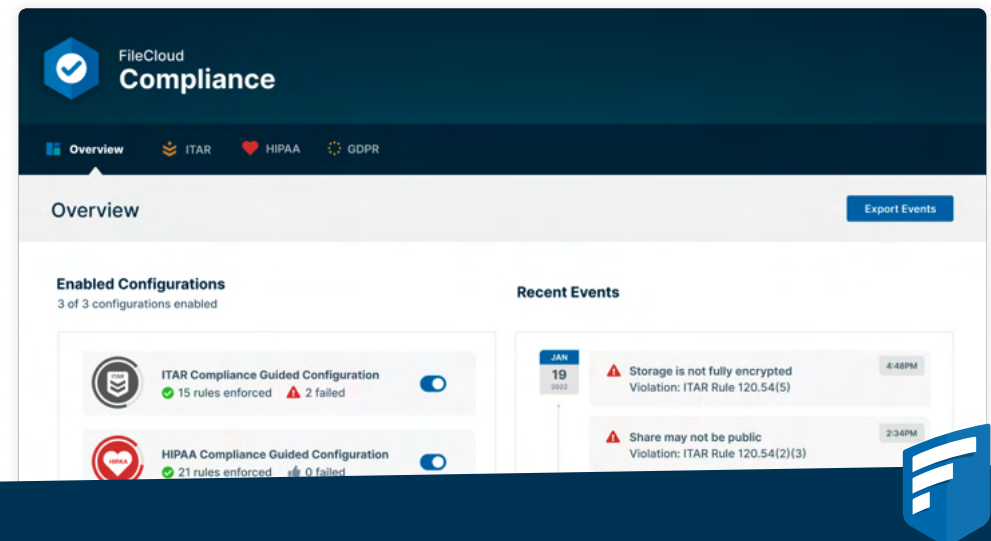 FileCloud
Compliance
Overview
ITAR
HIPAA
GDPR
Overview
Export Events
Enabled Configurations
3 of 3 configurations enabled
Recent Events
ITAR
ITAR Compliance Guided Configuration
15 rules enforced 2 failed
HIPAA
HIPAA Compliance Guided Configuration
21 rules enforced 0 failed
JAN
19
2022
Storage is not fully encrypted
Violation: ITAR Rule 120.54(5)
4:48PM
Share may not be public
Violation: ITAR Rule 120.54(2)(3)
2:34PM